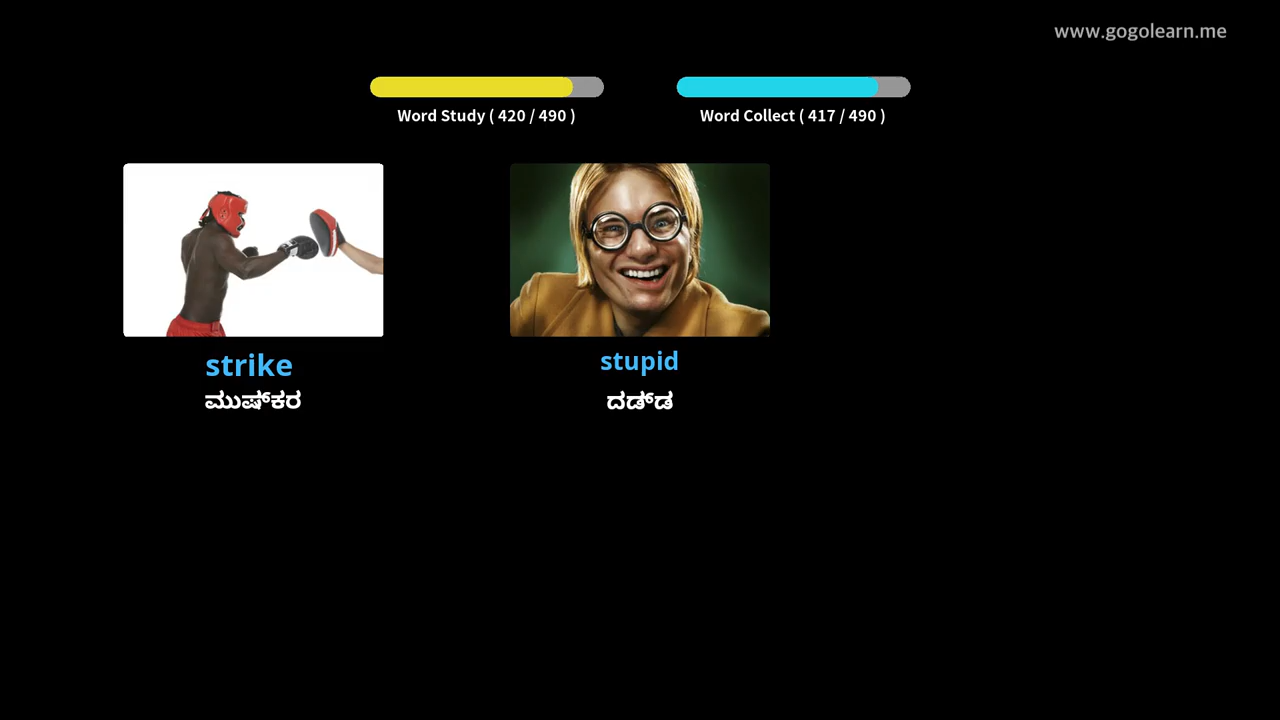 www.gogolearn.me
Word Study ( 420 / 490 )
Word Collect ( 417 / 490 )
strike
ಮುಷ್‌ಕರ
stupid
ದಡ್‌ಡ